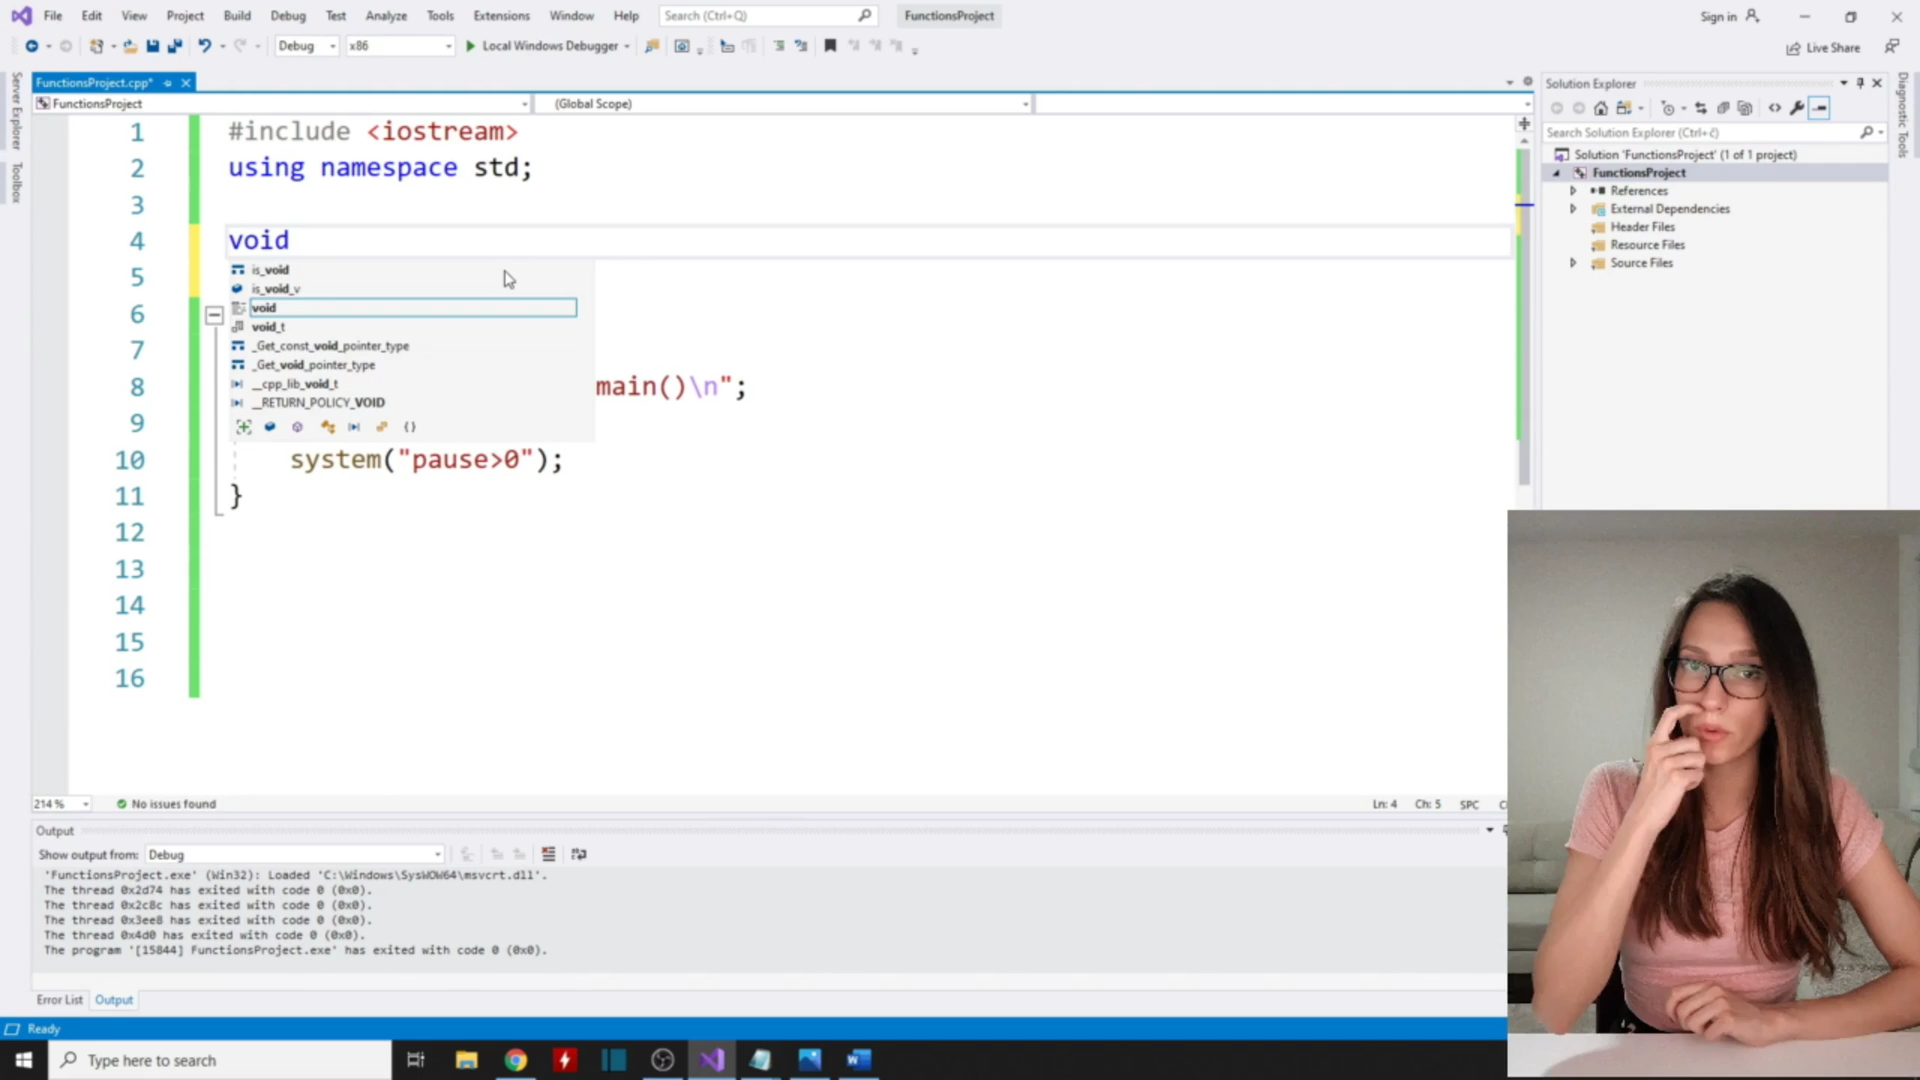 File Edit View Project Build Debug Test Analyze Tools Extensions Window Help Search (Ctrl+Q) FunctionsProject Sign in
Debug x86 Local Windows Debugger Live Share
FunctionsProject.cpp*
FunctionsProject (Global Scope)
1 #include <iostream>
2 using namespace std;
3
4 void
5
6
7
8 main()\n";
9
10 system("pause>0");
11 }
12
13
14
15
16
is_void
is_void_v
void
void_t
_Get_const_void_pointer_type
_Get_void_pointer_type
__cpp_lib_void_t
__RETURN_POLICY_VOID
Server Explorer
Toolbox
Solution Explorer
Search Solution Explorer (Ctrl+č)
Solution 'FunctionsProject' (1 of 1 project)
FunctionsProject
References
External Dependencies
Header Files
Resource Files
Source Files
Diagnostic Tools
214 % No issues found Ln: 4 Ch: 5 SPC
Output
Show output from: Debug
'FunctionsProject.exe' (Win32): Loaded 'C:\Windows\SysWOW64\msvcrt.dll'.
The thread 0x2d74 has exited with code 0 (0x0).
The thread 0x2c8c has exited with code 0 (0x0).
The thread 0x3ee8 has exited with code 0 (0x0).
The thread 0x4d0 has exited with code 0 (0x0).
The program '[15844] FunctionsProject.exe' has exited with code 0 (0x0).
Error List Output
Ready
Type here to search